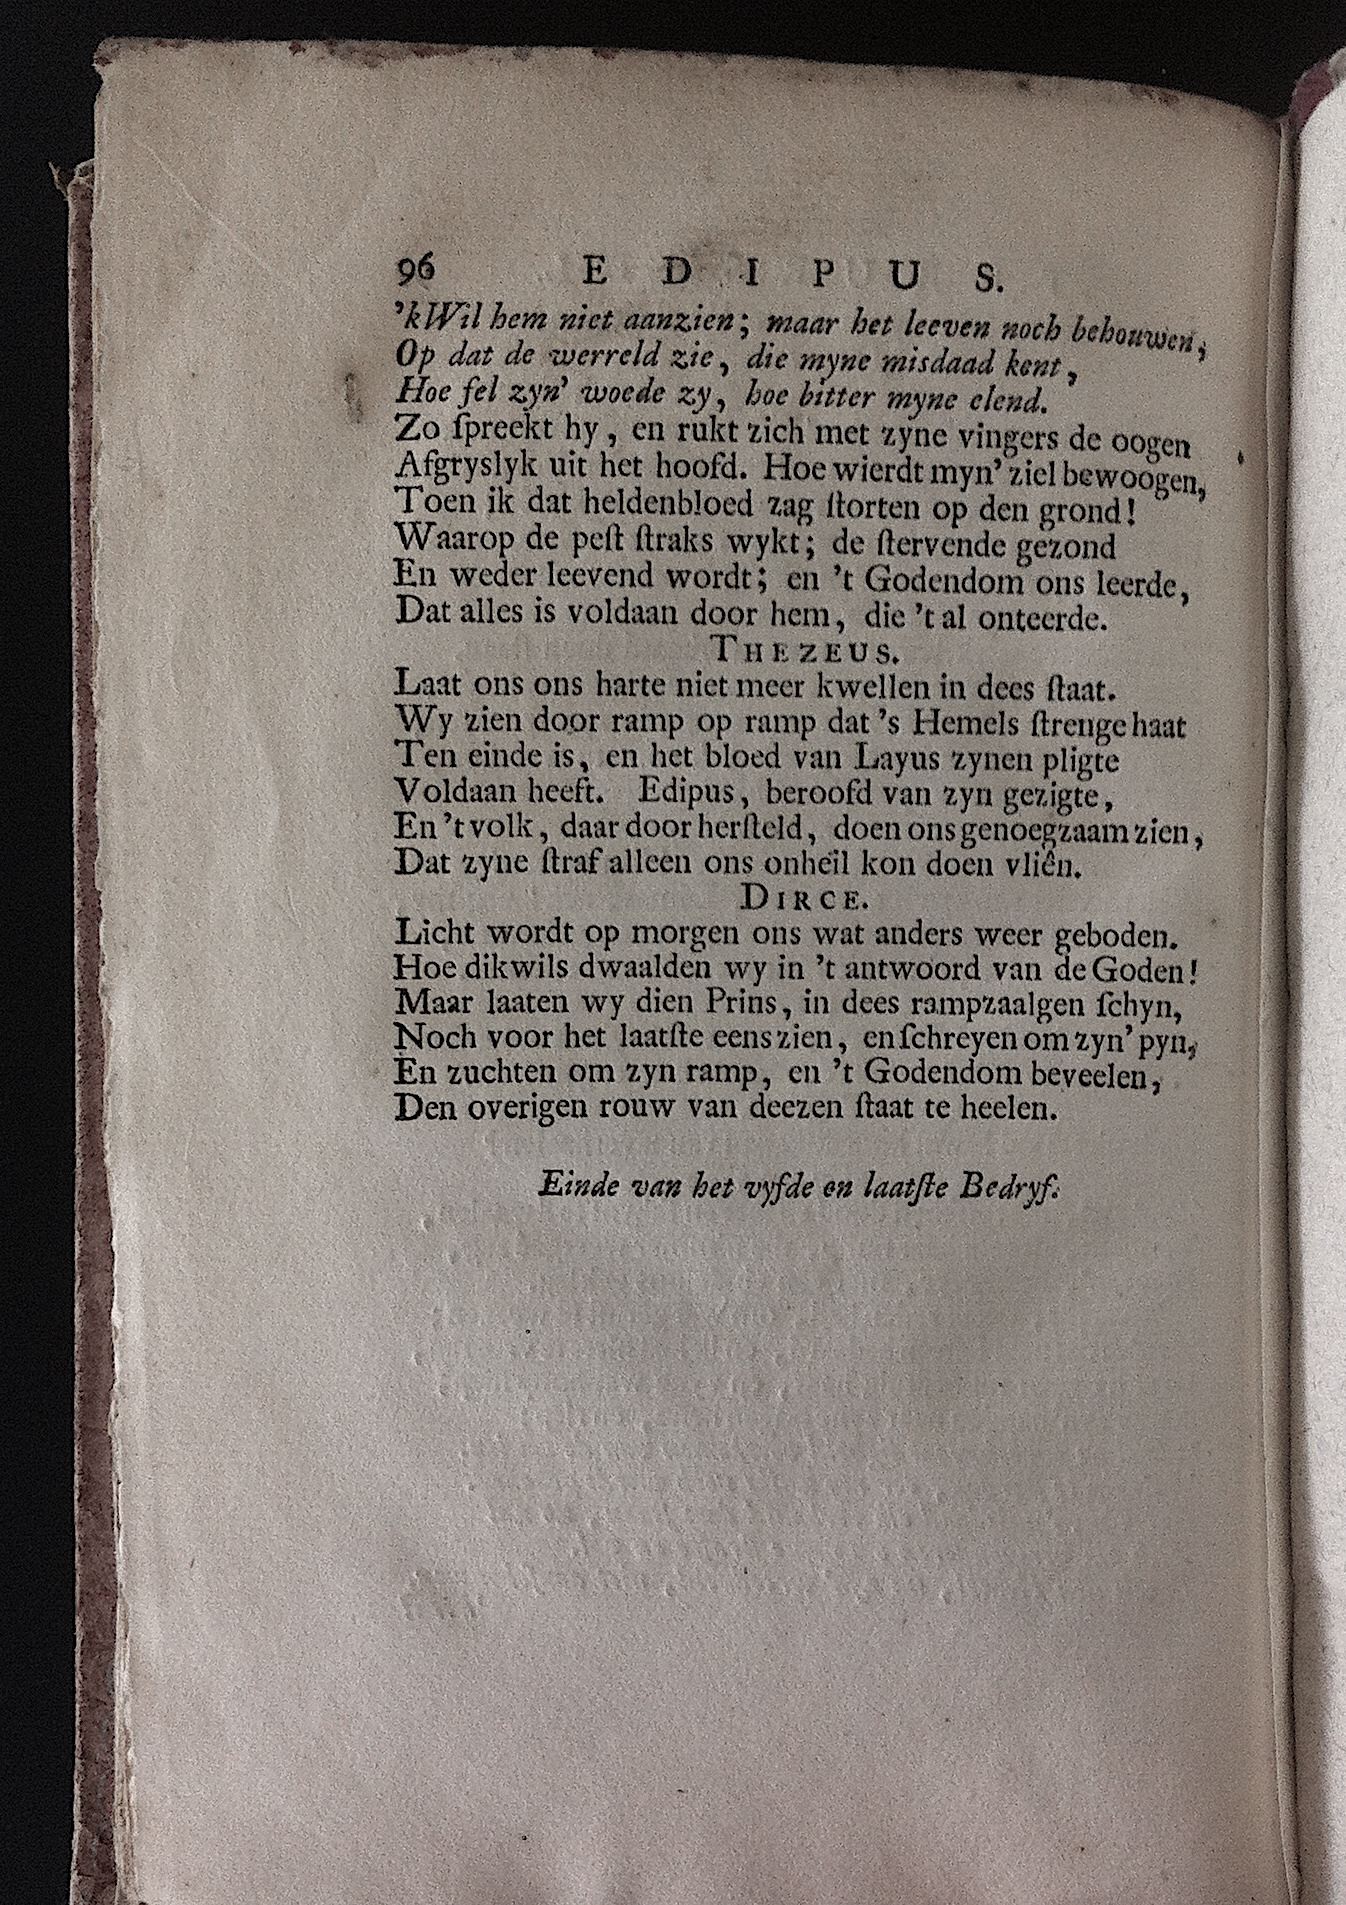 96 EDIPUS.
'k Wil hem niet aanzien; maar het leeven noch behouwen;
Op dat de werreld zie, die myne misdaad kent,
Hoe fel zyn' woede zy, hoe bitter myne elend.
Zo ſpreekt hy, en rukt zich met zyne vingers de oogen
Afgryslyk uit het hoofd. Hoe wierdt myn' ziel bewoogen,
Toen ik dat heldenbloed zag ſtorten op den grond!
Waarop de peſt ſtraks wykt; de ſtervende gezond
En weder leevend wordt; en 't Godendom ons leerde,
Dat alles is voldaan door hem, die 't al onteerde.
THEZEUS.
Laat ons ons harte niet meer kwellen in dees ſtaat.
Wy zien door ramp op ramp dat 's Hemels ſtrenge haat
Ten einde is, en het bloed van Layus zynen pligte
Voldaan heeft. Edipus, beroofd van zyn gezigte,
En 't volk, daar door herſteld, doen ons genoegzaam zien,
Dat zyne ſtraf alleen ons onheil kon doen vliên.
DIRCE.
Licht wordt op morgen ons wat anders weer geboden.
Hoe dikwils dwaalden wy in 't antwoord van de Goden!
Maar laaten wy dien Prins, in dees rampzaalgen ſchyn,
Noch voor het laatſte eens zien, en ſchreyen om zyn' pyn,
En zuchten om zyn ramp, en 't Godendom beveelen,
Den overigen rouw van deezen ſtaat te heelen.
Einde van het vyfde en laatſte Bedryf.